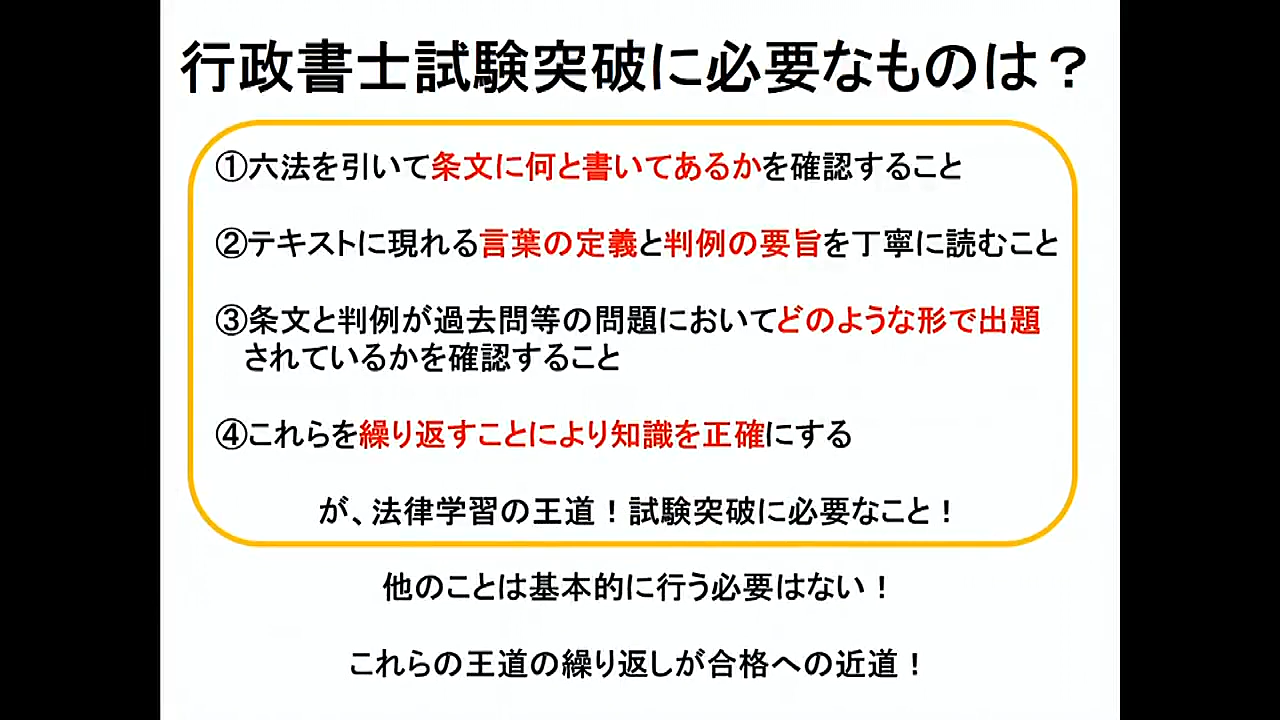 行政書士試験突破に必要なものは？
①六法を引いて条文に何と書いてあるかを確認すること
②テキストに現れる言葉の定義と判例の要旨を丁寧に読むこと
③条文と判例が過去問等の問題においてどのような形で出題
されているかを確認すること
④これらを繰り返すことにより知識を正確にする
が、法律学習の王道！試験突破に必要なこと！
他のことは基本的に行う必要はない！
これらの王道の繰り返しが合格への近道！